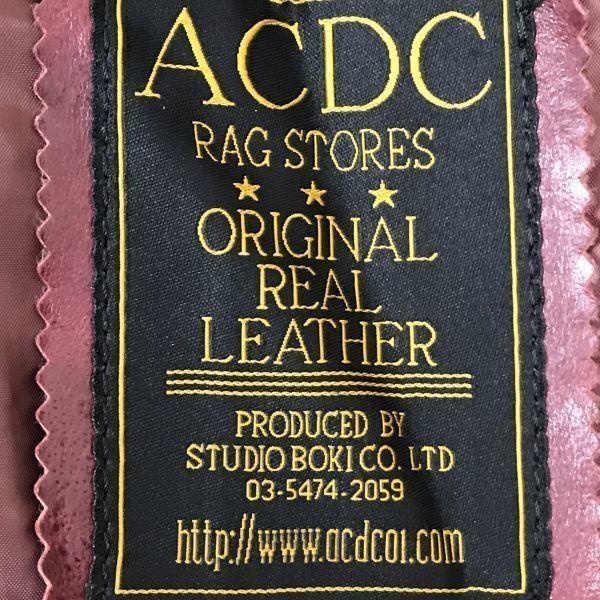 ACDC
RAG STORES
ORIGINAL
REAL
LEATHER
PRODUCED BY
STUDIO BOKI CO. LTD
03-5474-2059
http://www.acdc01.com